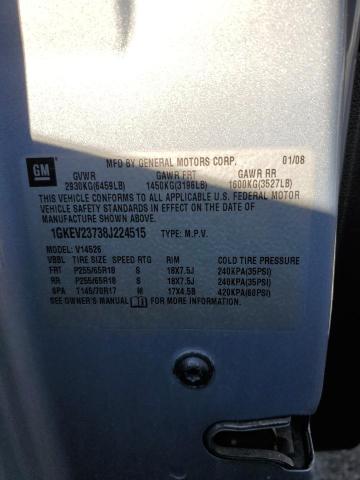 GM
MFD BY GENERAL MOTORS CORP. 01/08
GVWR GAWR FRT GAWR RR
2930KG(6459LB) 1450KG(3196LB) 1600KG(3527LB)
THIS VEHICLE CONFORMS TO ALL APPLICABLE U.S. FEDERAL MOTOR
VEHICLE SAFETY STANDARDS IN EFFECT ON THE DATE OF
MANUFACTURE SHOWN ABOVE.
1GKEV23738J224515 TYPE: M.P.V.
MODEL: V14526
VBBL TIRE SIZE SPEED RTG RIM COLD TIRE PRESSURE
FRT P255/65R18 S 18X7.5J 240KPA(35PSI)
RR P255/65R18 S 18X7.5J 240KPA(35PSI)
SPA T145/70R17 M 17X4.5B 420KPA(60PSI)
SEE OWNER'S MANUAL FOR ADDITIONAL INFORMATION.